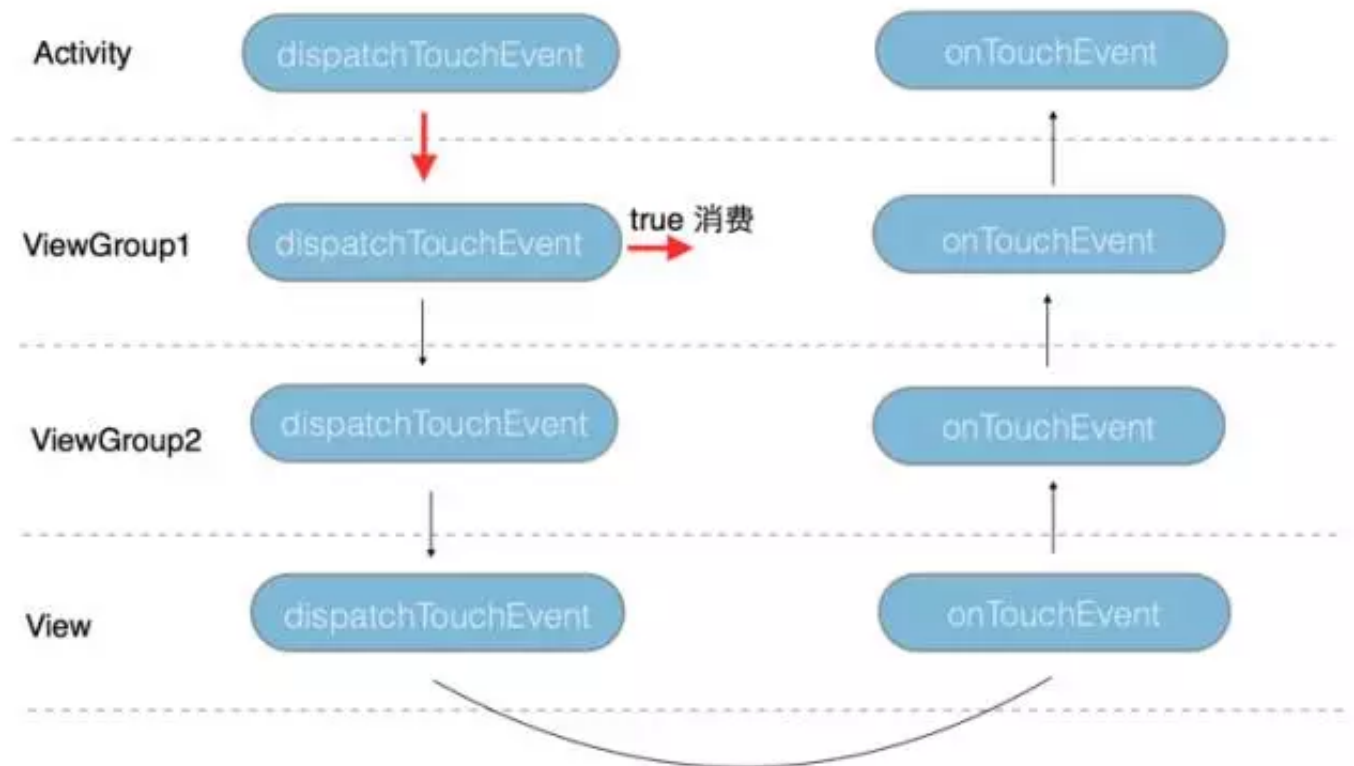 Activity dispatchTouchEvent onTouchEvent
true 消费
ViewGroup1 dispatchTouchEvent onTouchEvent
ViewGroup2 dispatchTouchEvent onTouchEvent
View dispatchTouchEvent onTouchEvent